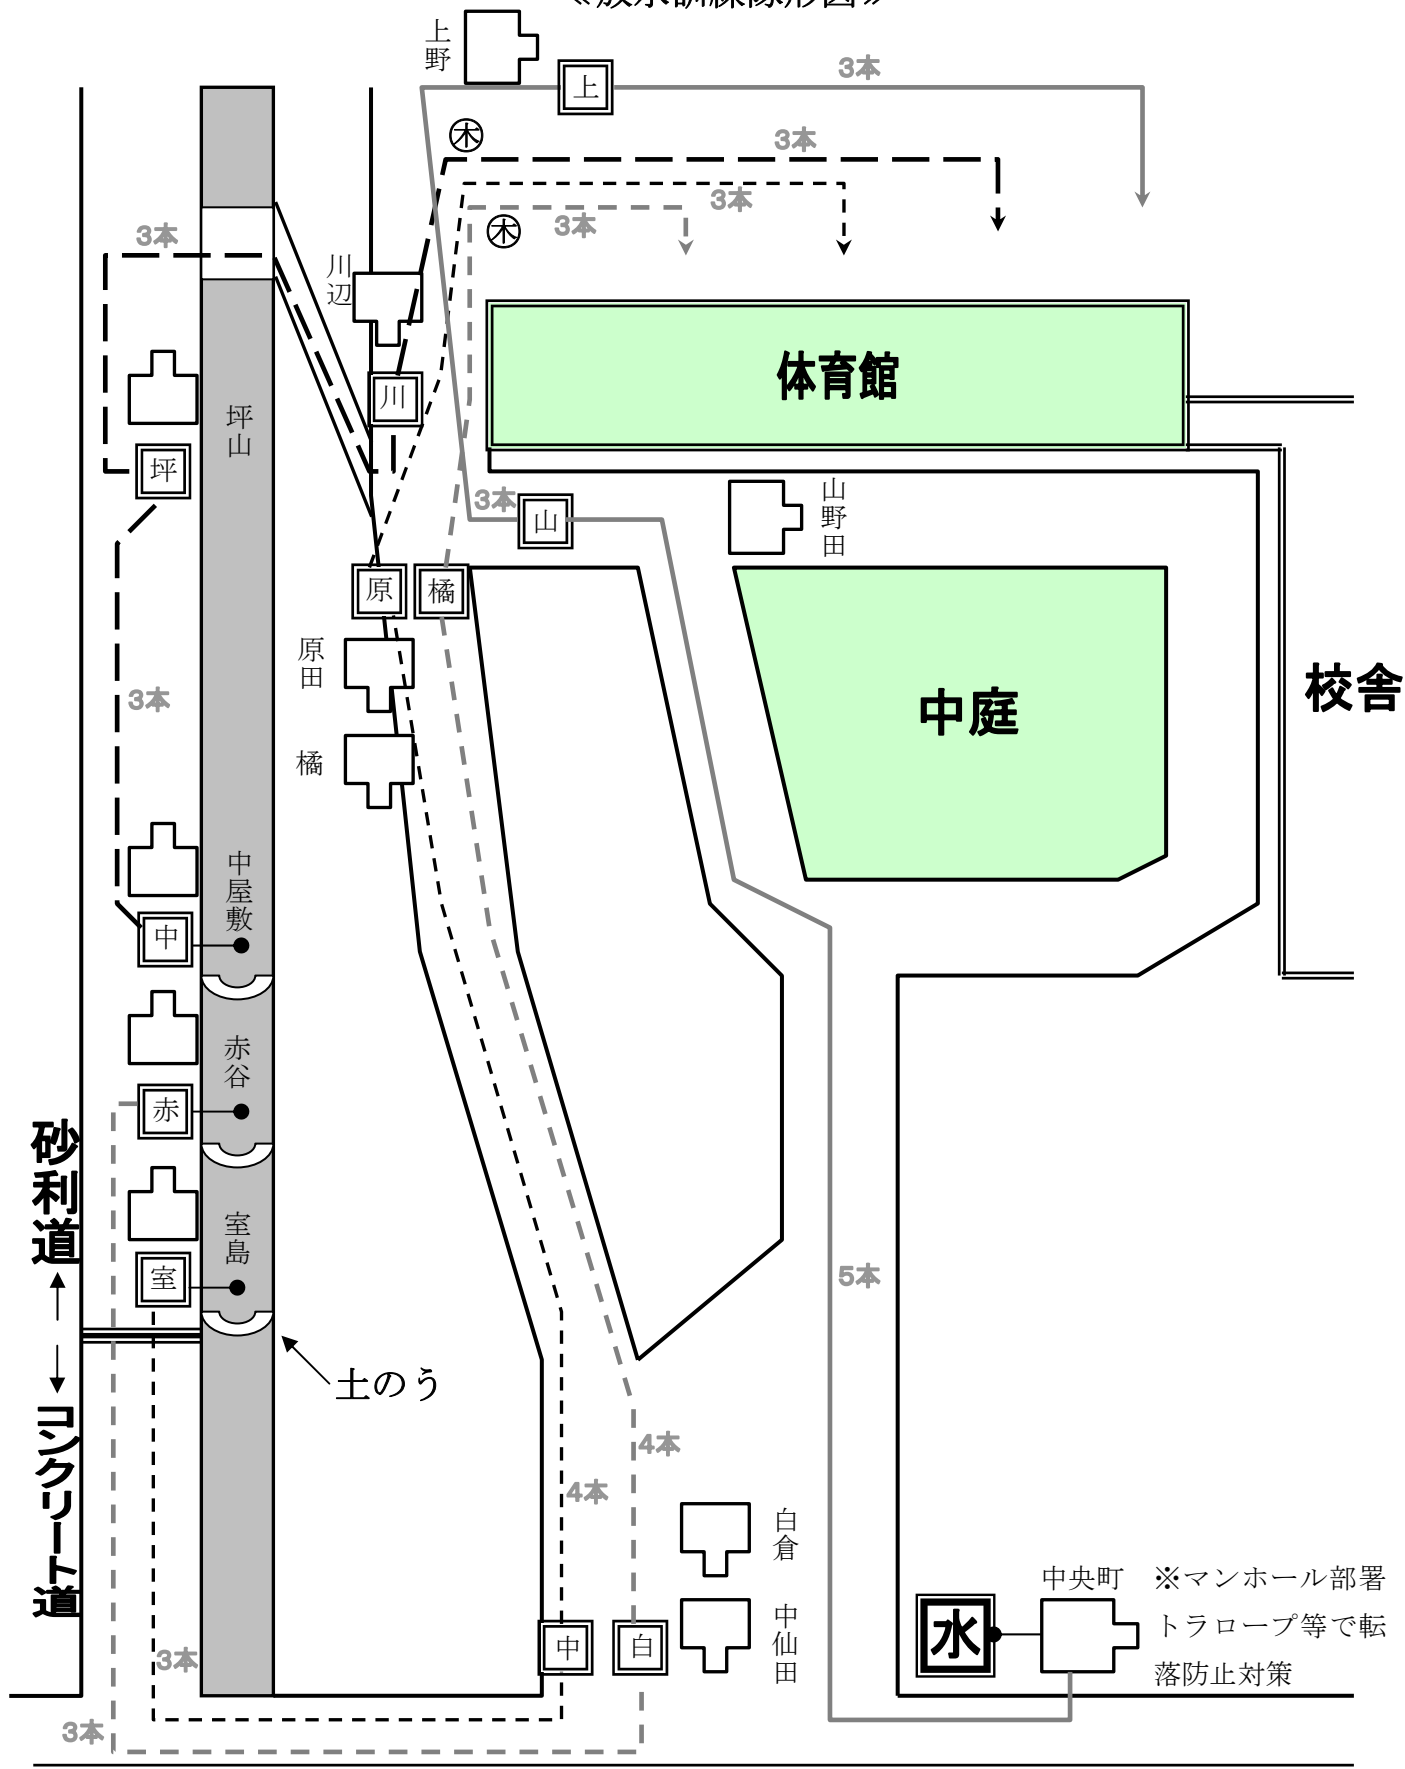 ≪放水訓練隊形図≫
上野
上
3本
木
3本
3本
木
3本
3本
川辺
川
体育館
坪山
坪
3本
山
山野田
原
橘
原田
橘
中庭
校舎
3本
中屋敷
中
赤谷
赤
砂利道
室島
室
5本
土のう
コンクリート道
4本
4本
白倉
中央町
※マンホール部署
トラロープ等で転
落防止対策
中仙田
水
中
白
3本
3本